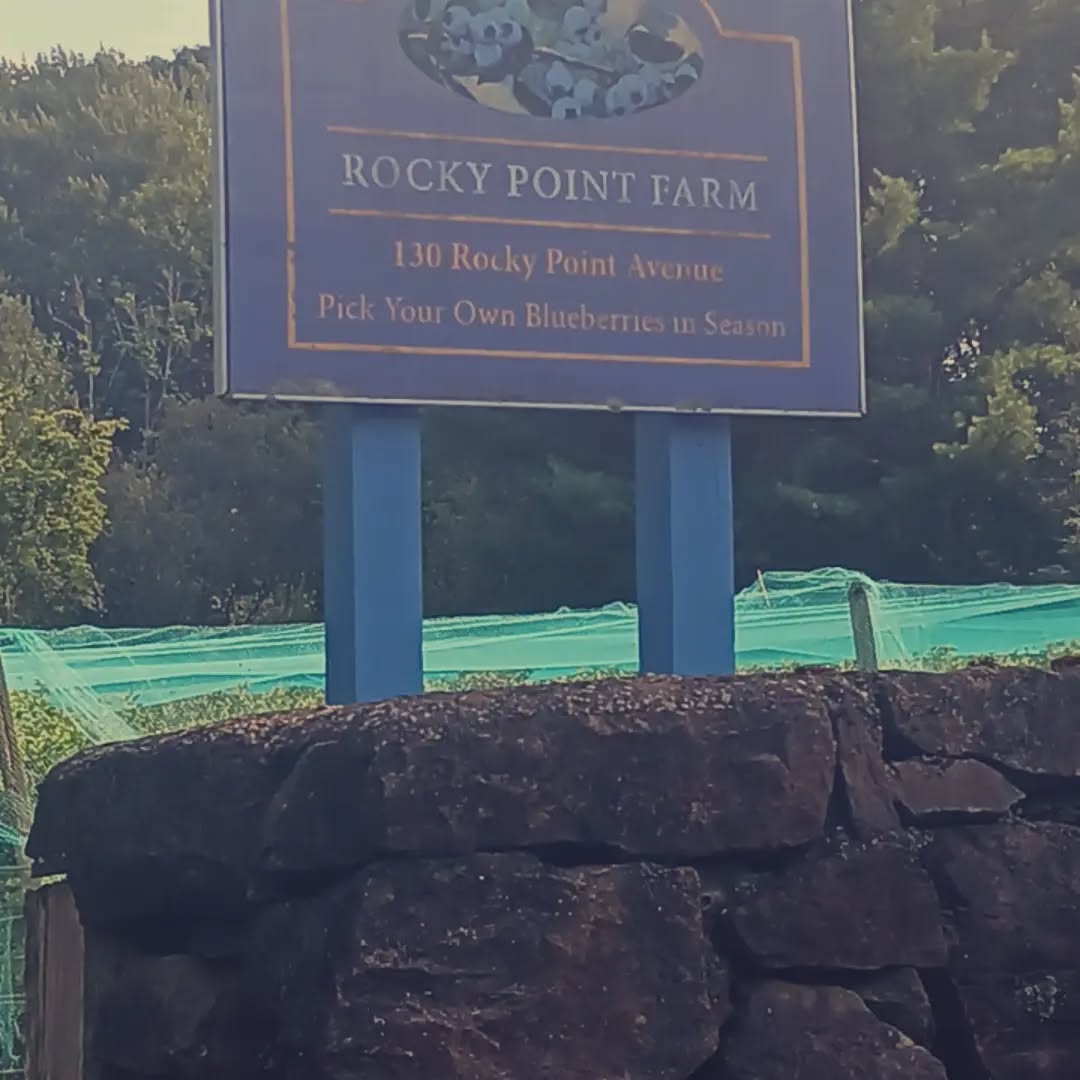 ROCKY POINT FARM
130 Rocky Point Avenue
Pick Your Own Blueberries in Season